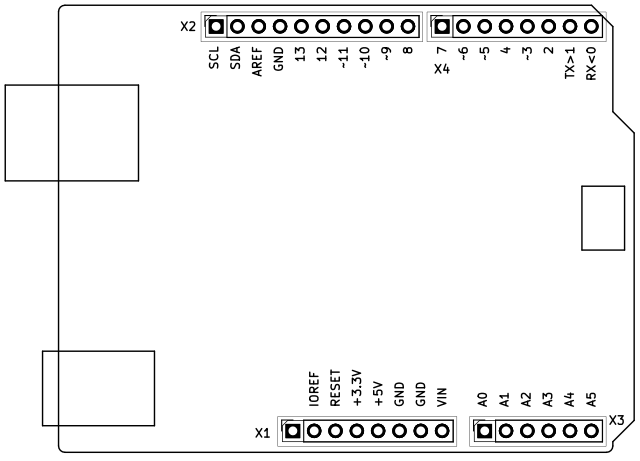 X2
SCL SDA AREF GND 13 12 ~11 ~10 ~9 8
7 ~6 ~5 4 ~3 2 TX>1 RX<0
X4
IOREF RESET +3.3V +5V GND GND VIN
A0 A1 A2 A3 A4 A5
X1
X3